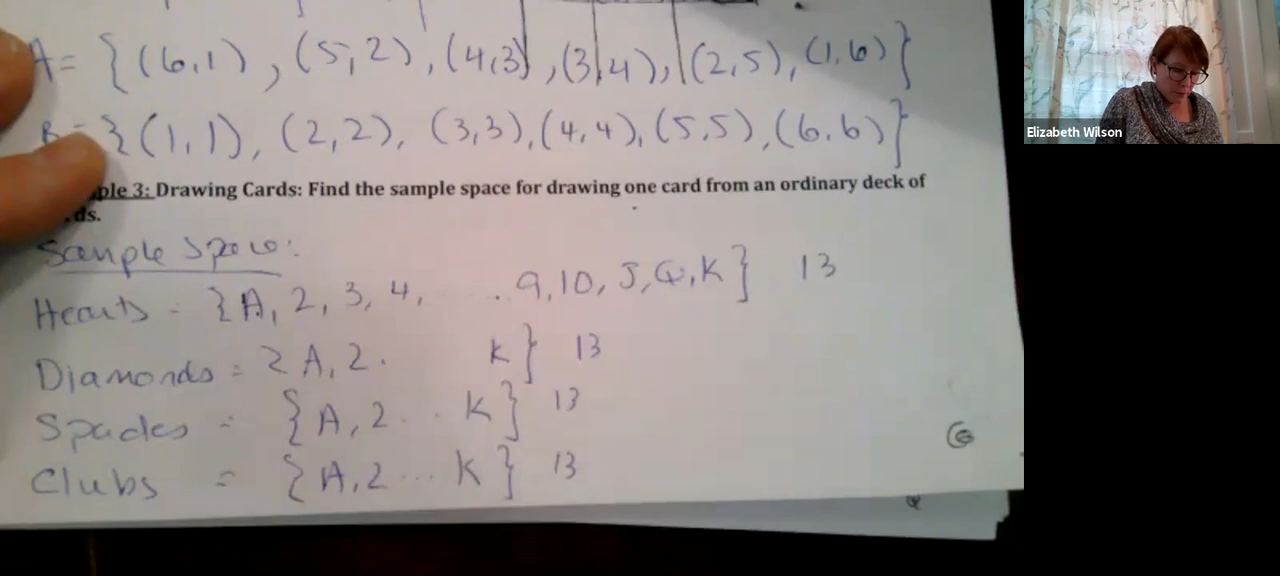 A = {(6,1), (5,2), (4,3), (3,4), (2,5), (1,6)}
B = {(1,1), (2,2), (3,3), (4,4), (5,5), (6,6)}
ple 3: Drawing Cards: Find the sample space for drawing one card from an ordinary deck of
ds.
Sample Space:
Hearts = {A, 2, 3, 4, . . . 9, 10, J, Q, K} 13
Diamonds = {A, 2 . K} 13
Spades = {A, 2 ... K} 13
Clubs = {A, 2 ... K} 13
Elizabeth Wilson